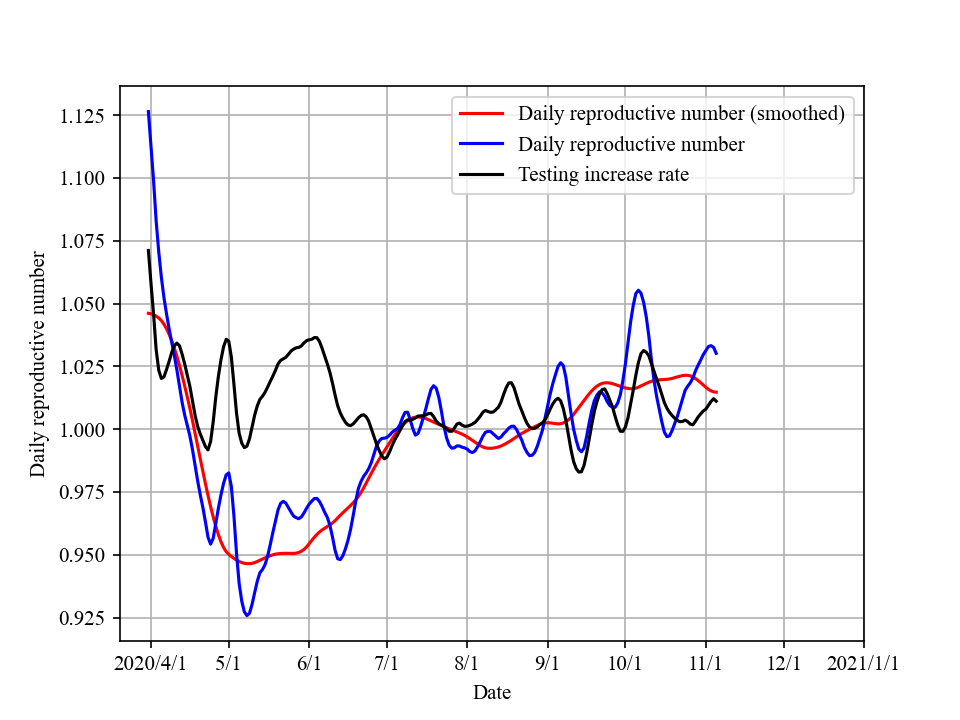 Daily reproductive number (smoothed)
Daily reproductive number
Testing increase rate
Daily reproductive number
1.125
1.100
1.075
1.050
1.025
1.000
0.975
0.950
0.925
2020/4/1 5/1 6/1 7/1 8/1 9/1 10/1 11/1 12/1 2021/1/1
Date